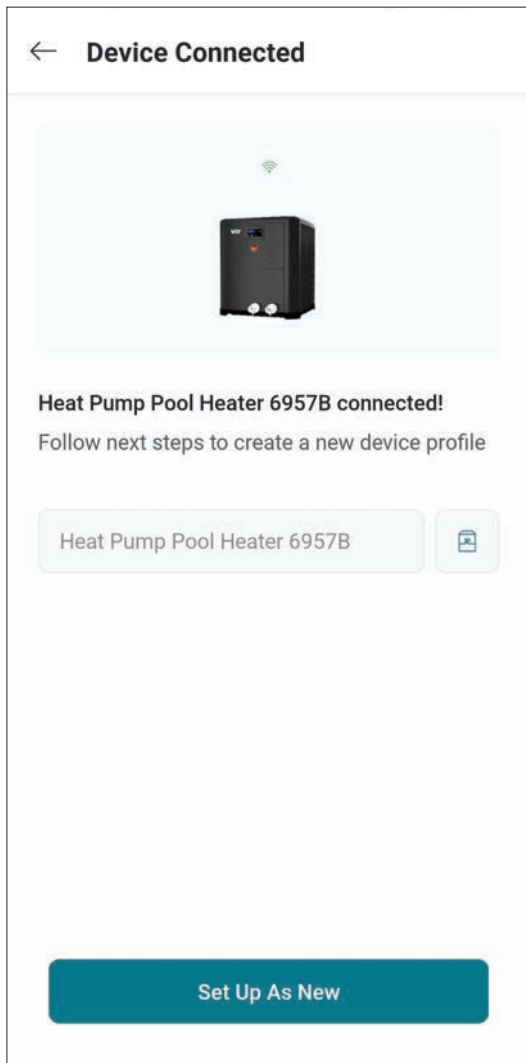 Device Connected
Heat Pump Pool Heater 6957B connected!
Follow next steps to create a new device profile
Heat Pump Pool Heater 6957B
Set Up As New